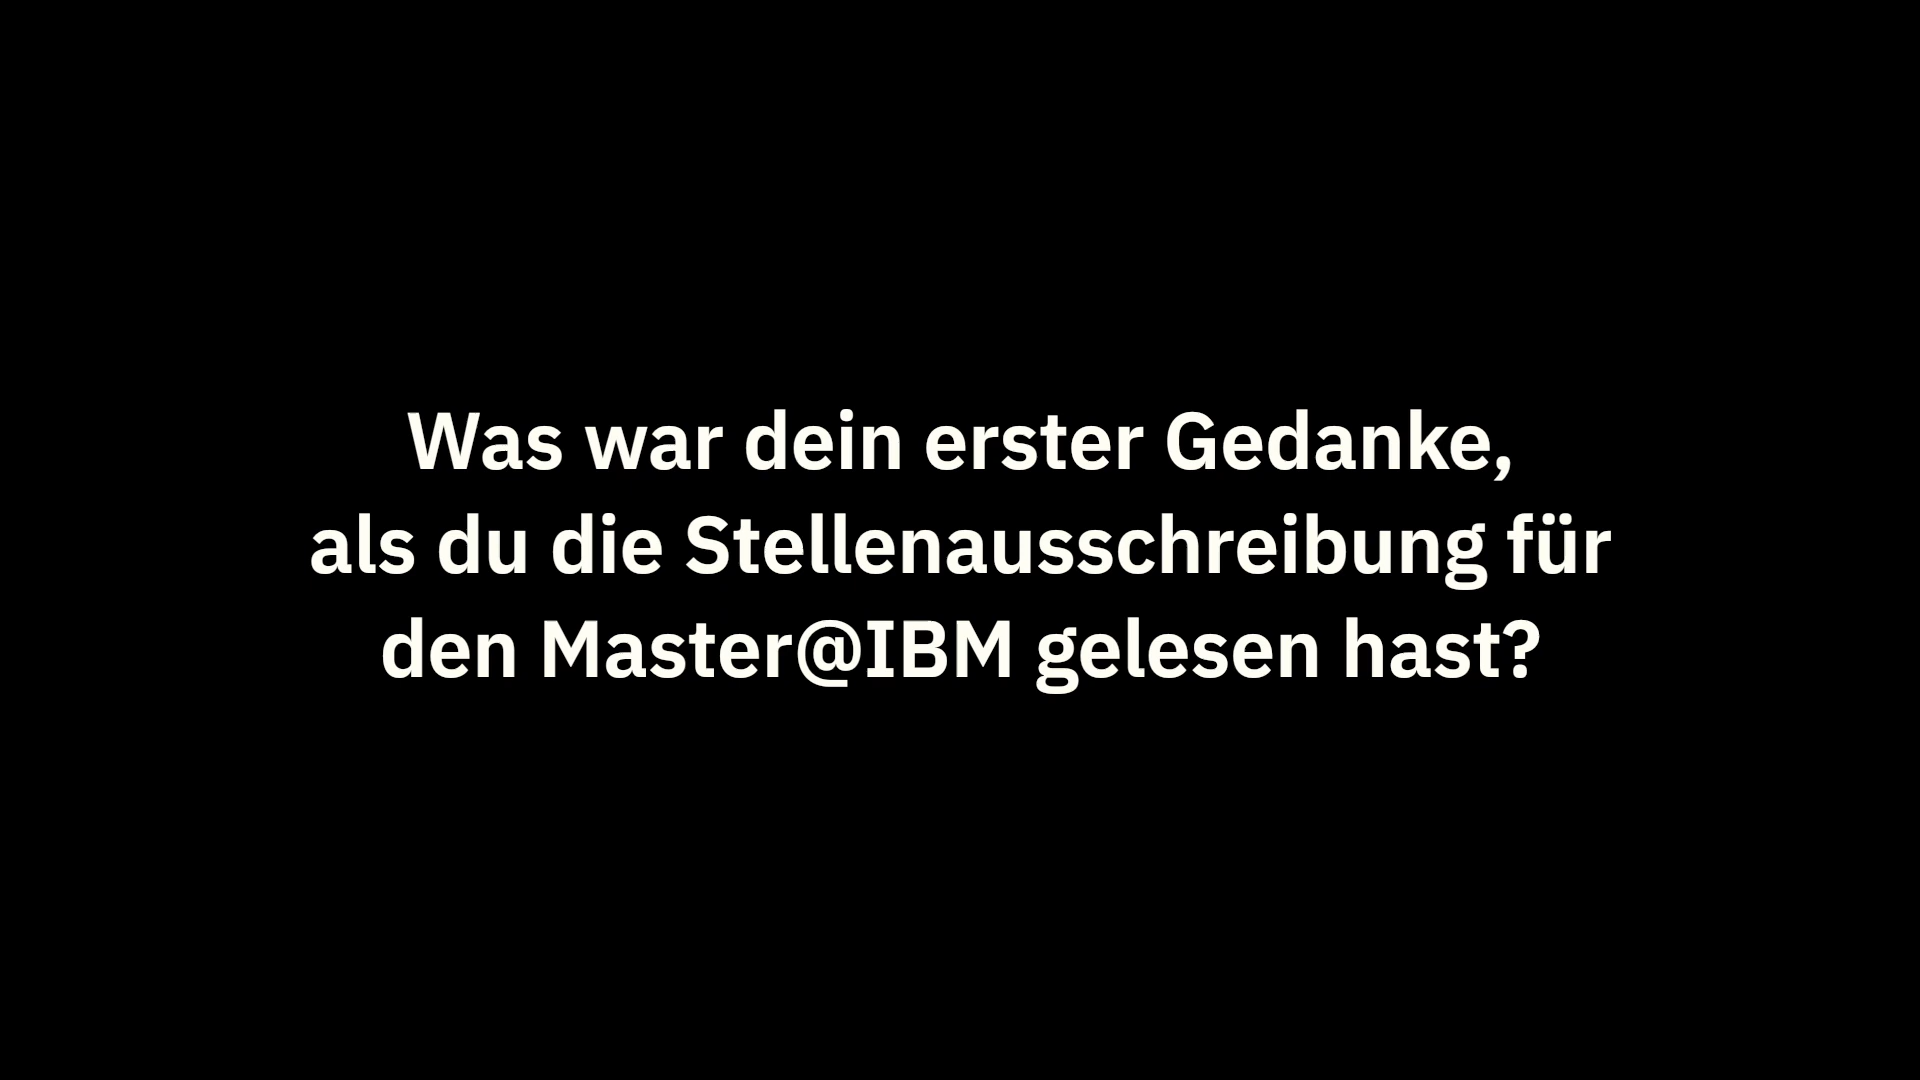 Was war dein erster Gedanke,
als du die Stellenausschreibung für
den Master@IBM gelesen hast?